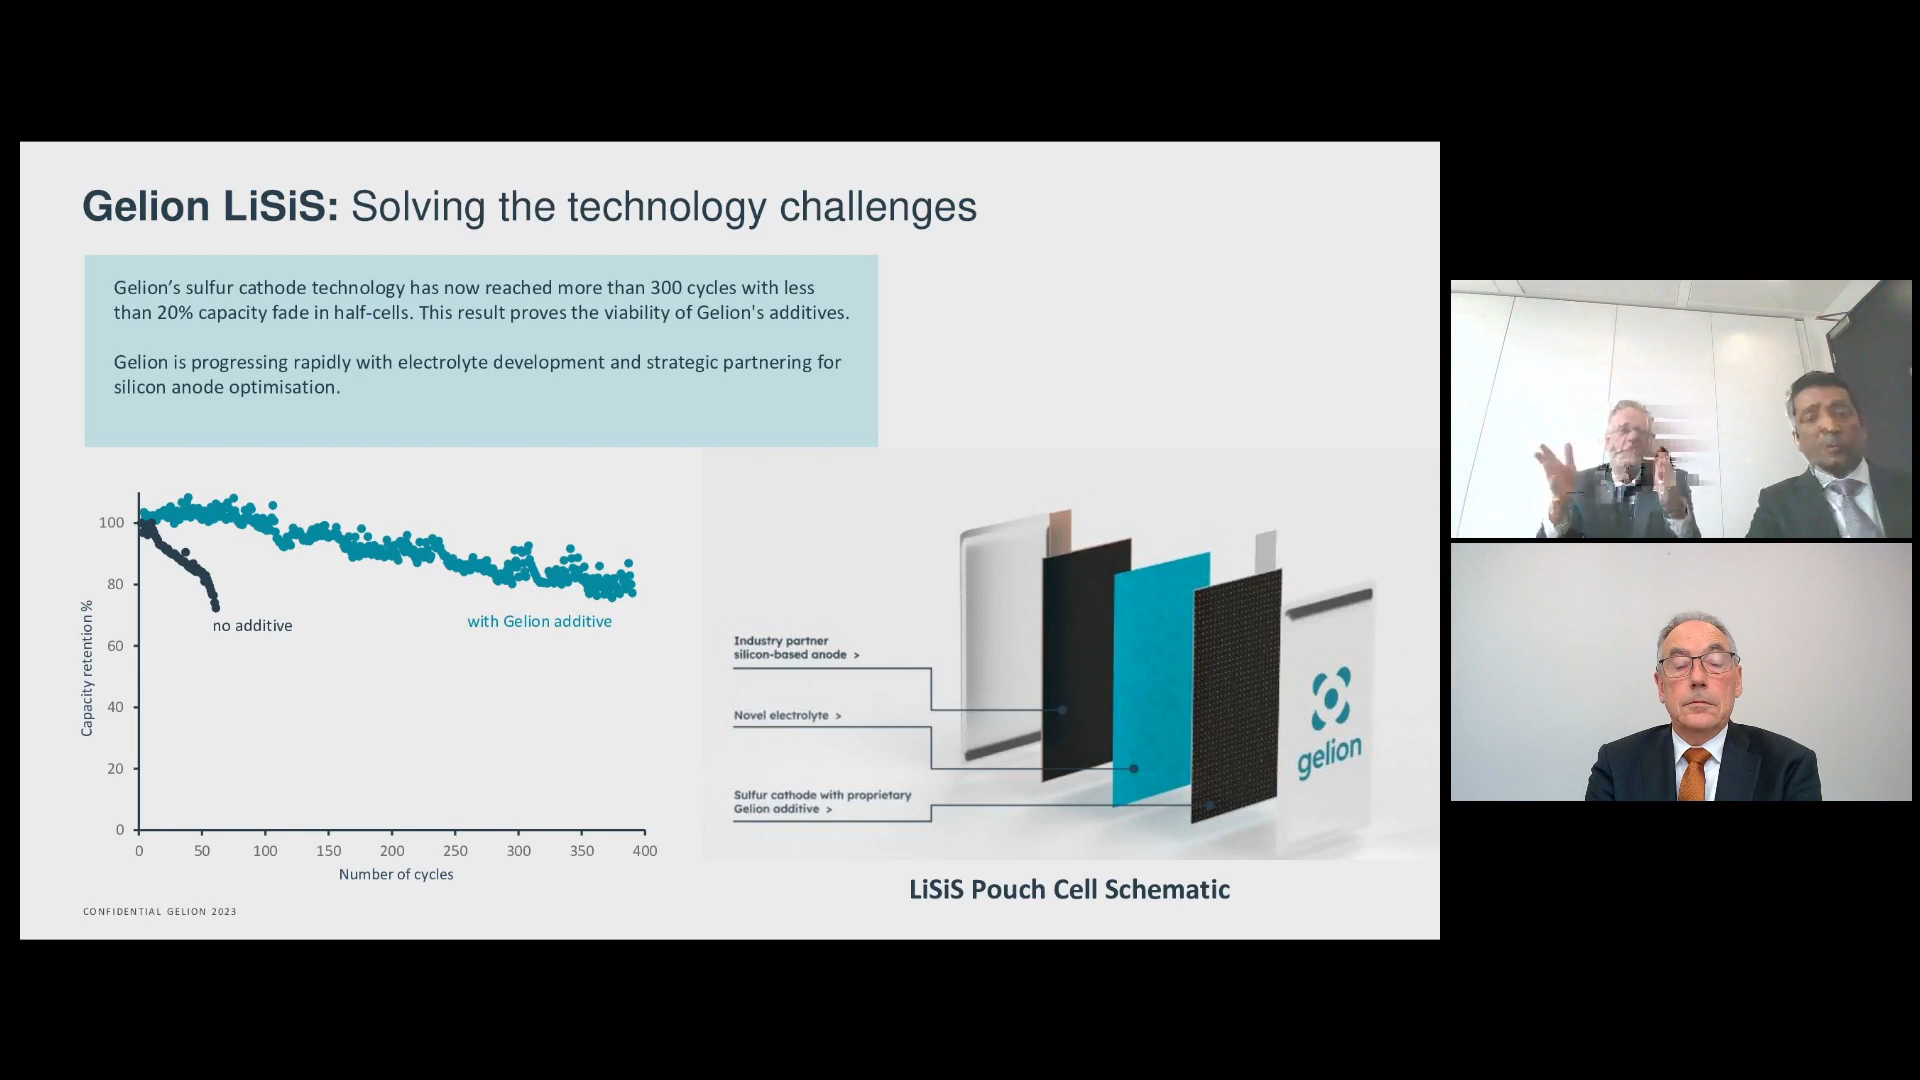 Gelion LiSiS: Solving the technology challenges
Gelion’s sulfur cathode technology has now reached more than 300 cycles with less
than 20% capacity fade in half-cells. This result proves the viability of Gelion's additives.
Gelion is progressing rapidly with electrolyte development and strategic partnering for
silicon anode optimisation.
Capacity retention %
100
80
60
40
20
0
no additive
with Gelion additive
0 50 100 150 200 250 300 350 400
Number of cycles
Industry partner
silicon-based anode >
Novel electrolyte >
Sulfur cathode with proprietary
Gelion additive >
gelion
LiSiS Pouch Cell Schematic
CONFIDENTIAL GELION 2023